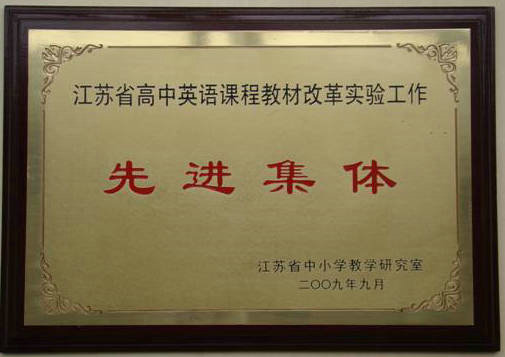 江苏省高中英语课程教材改革实验工作
先进集体
江苏省中小学教学研究室
二〇〇九年九月